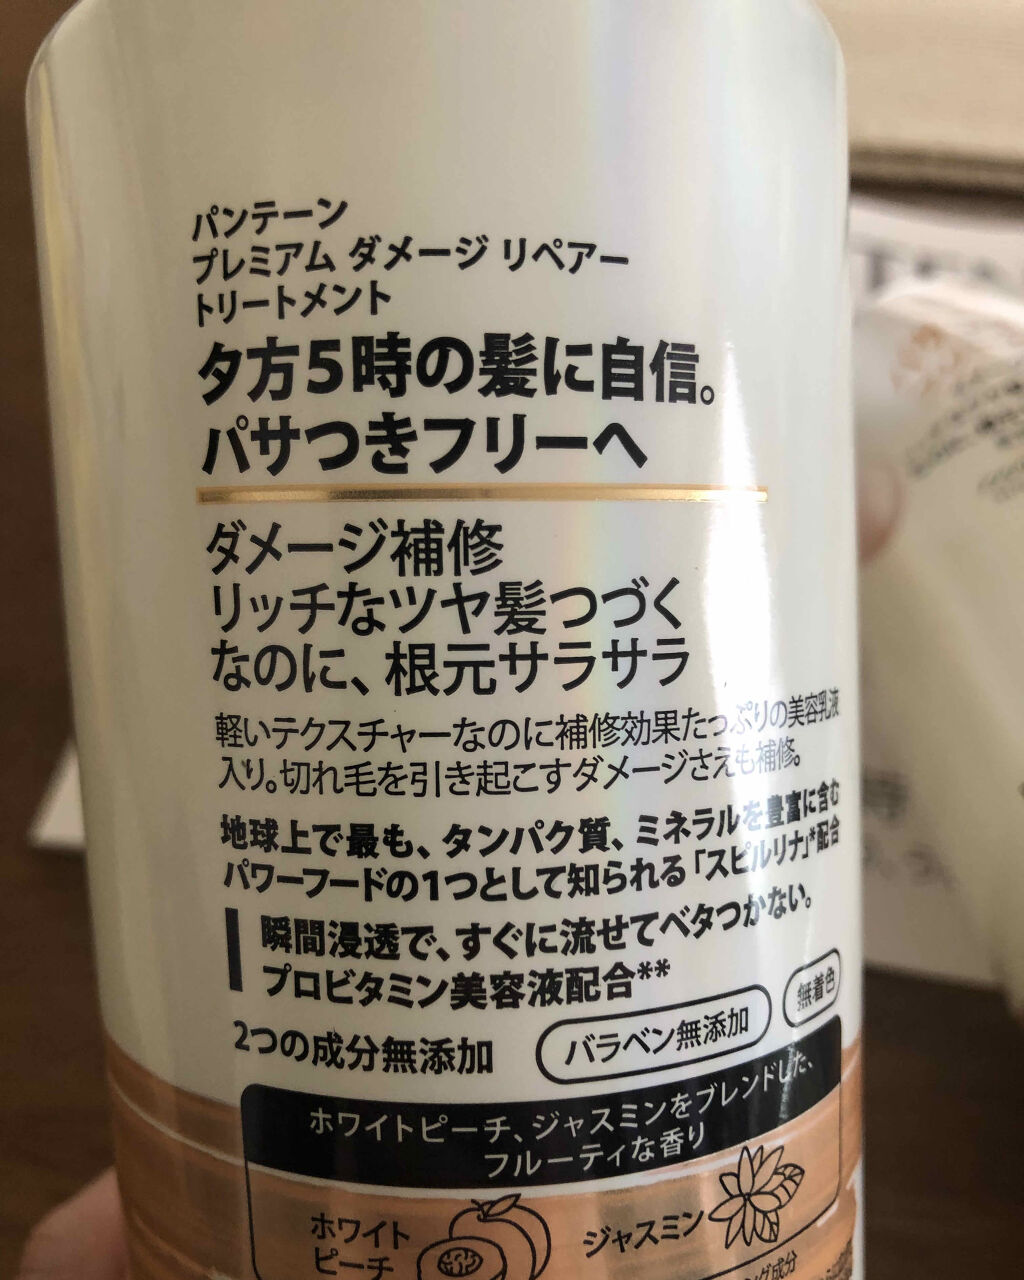 パンテーン
プレミアム ダメージ リペアー
トリートメント
夕方5時の髪に自信。
パサつきフリーへ
ダメージ補修
リッチなツヤ髪つづく
なのに、根元サラサラ
軽いテクスチャーなのに補修効果たっぷりの美容乳液
入り。切れ毛を引き起こすダメージさえも補修。
地球上で最も、タンパク質、ミネラルを豊富に含む
パワーフードの1つとして知られる「スピルリナ」*配合
瞬間浸透で、すぐに流せてベタつかない。
プロビタミン美容液配合**
2つの成分無添加
パラベン無添加
無着色
ホワイトピーチ、ジャスミンをブレンドした、
フルーティな香り
ホワイト
ピーチ
ジャスミン